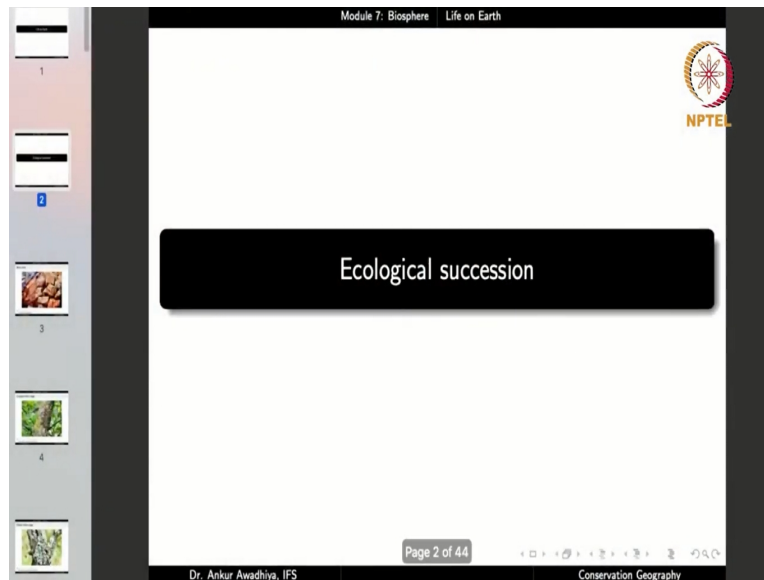 Module 7: Biosphere Life on Earth
NPTEL
1
2
Ecological succession
3
4
Page 2 of 44
Dr. Ankur Awadhiya, IFS Conservation Geography